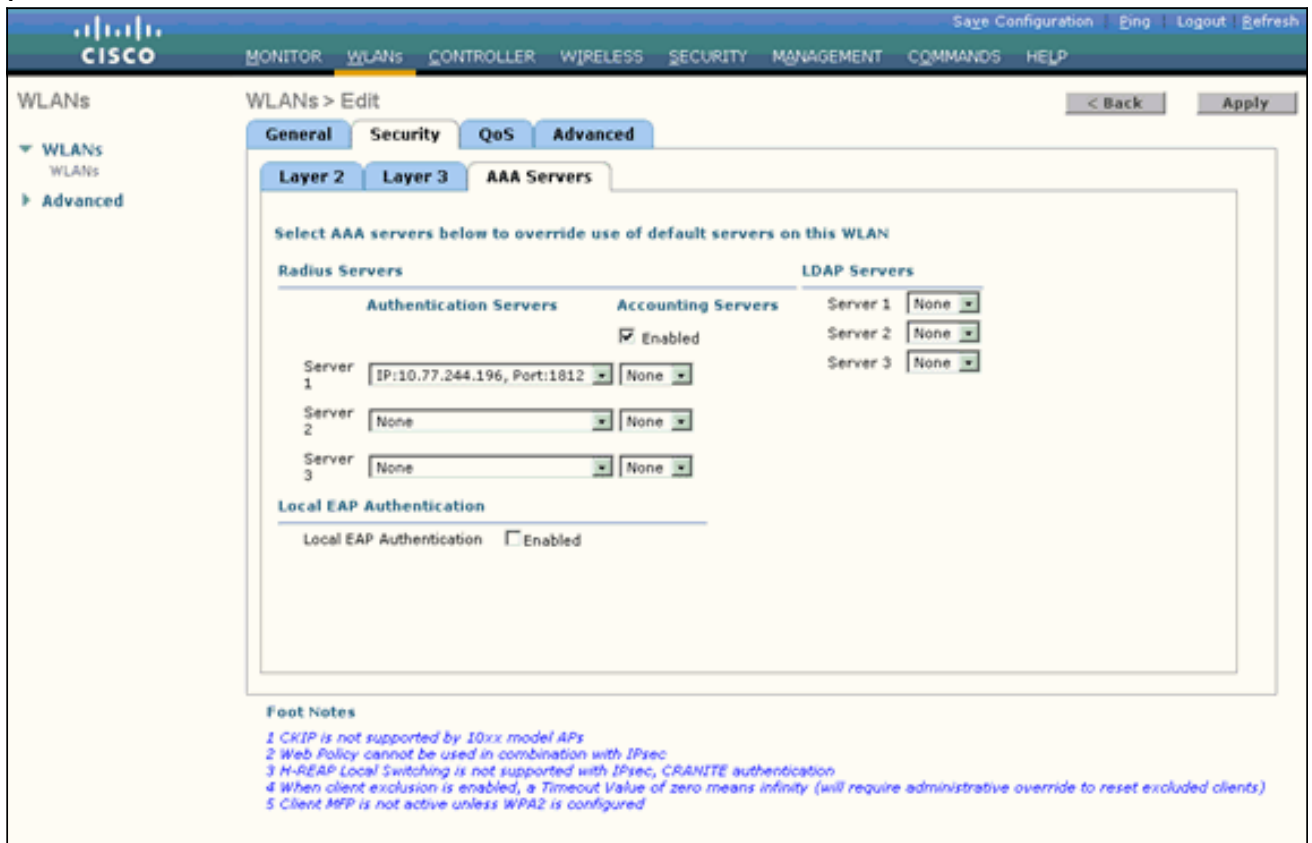 Save Configuration | Ping | Logout | Refresh
CISCO
MONITOR WLANs CONTROLLER WIRELESS SECURITY MANAGEMENT COMMANDS HELP
WLANs
WLANs
WLANs
Advanced
WLANs > Edit
< Back
Apply
General Security QoS Advanced
Layer 2 Layer 3 AAA Servers
Select AAA servers below to override use of default servers on this WLAN
Radius Servers
LDAP Servers
Authentication Servers Accounting Servers
Server 1 None
Enabled
Server 2 None
Server 3 None
Server 1 IP:10.77.244.196, Port:1812 None
Server 2 None None
Server 3 None None
Local EAP Authentication
Local EAP Authentication Enabled
Foot Notes
1 CKIP is not supported by 10xx model APs
2 Web Policy cannot be used in combination with IPsec
3 H-REAP Local Switching is not supported with IPsec, CRANITE authentication
4 When client exclusion is enabled, a Timeout Value of zero means infinity (will require administrative override to reset excluded clients)
5 Client MFP is not active unless WPA2 is configured